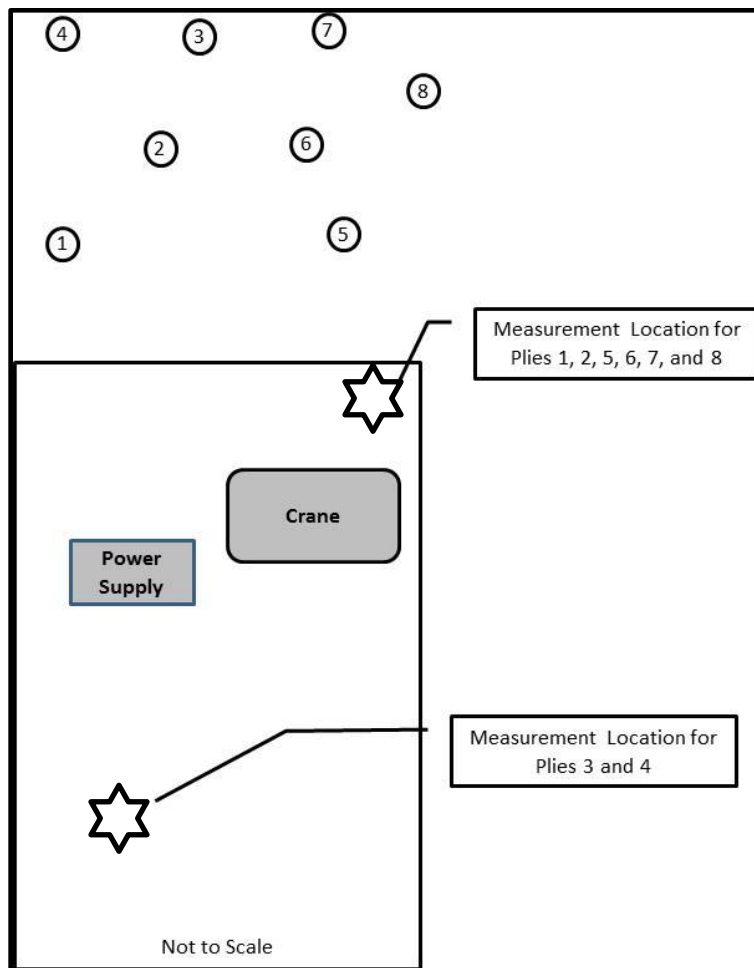 4
3
7
8
2
6
1
5
Measurement Location for
Plies 1, 2, 5, 6, 7, and 8
Crane
Power
Supply
Measurement Location for
Plies 3 and 4
Not to Scale